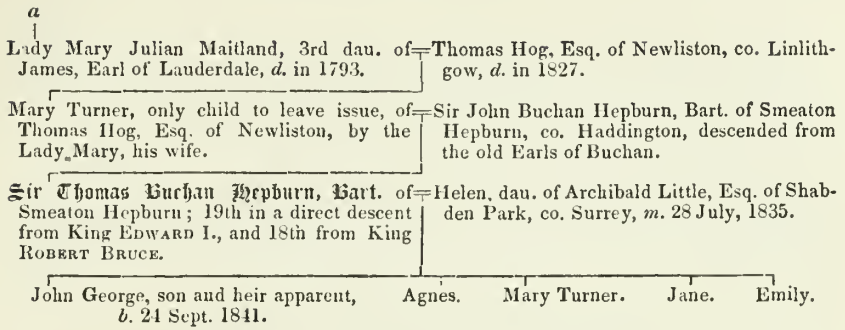 a
Lady Mary Julian Maitland, 3rd dau. of=Thomas Hog, Esq. of Newliston, co. Linlith-
James, Earl of Lauderdale, d. in 1793. gow, d. in 1827.
Mary Turner, only child to leave issue, of=Sir John Buchan Hepburn, Bart. of Smeaton
Thomas Hog, Esq. of Newliston, by the Hepburn, co. Haddington, descended from
Lady Mary, his wife. the old Earls of Buchan.
Sir Thomas Buchan Hepburn, Bart. of=Helen, dau. of Archibald Little, Esq. of Shab-
Smeaton Hepburn; 19th in a direct descent den Park, co. Surrey, m. 28 July, 1835.
from King EDWARD I., and 18th from King
ROBERT BRUCE.
John George, son and heir apparent, Agnes. Mary Turner. Jane. Emily.
b. 24 Sept. 1841.